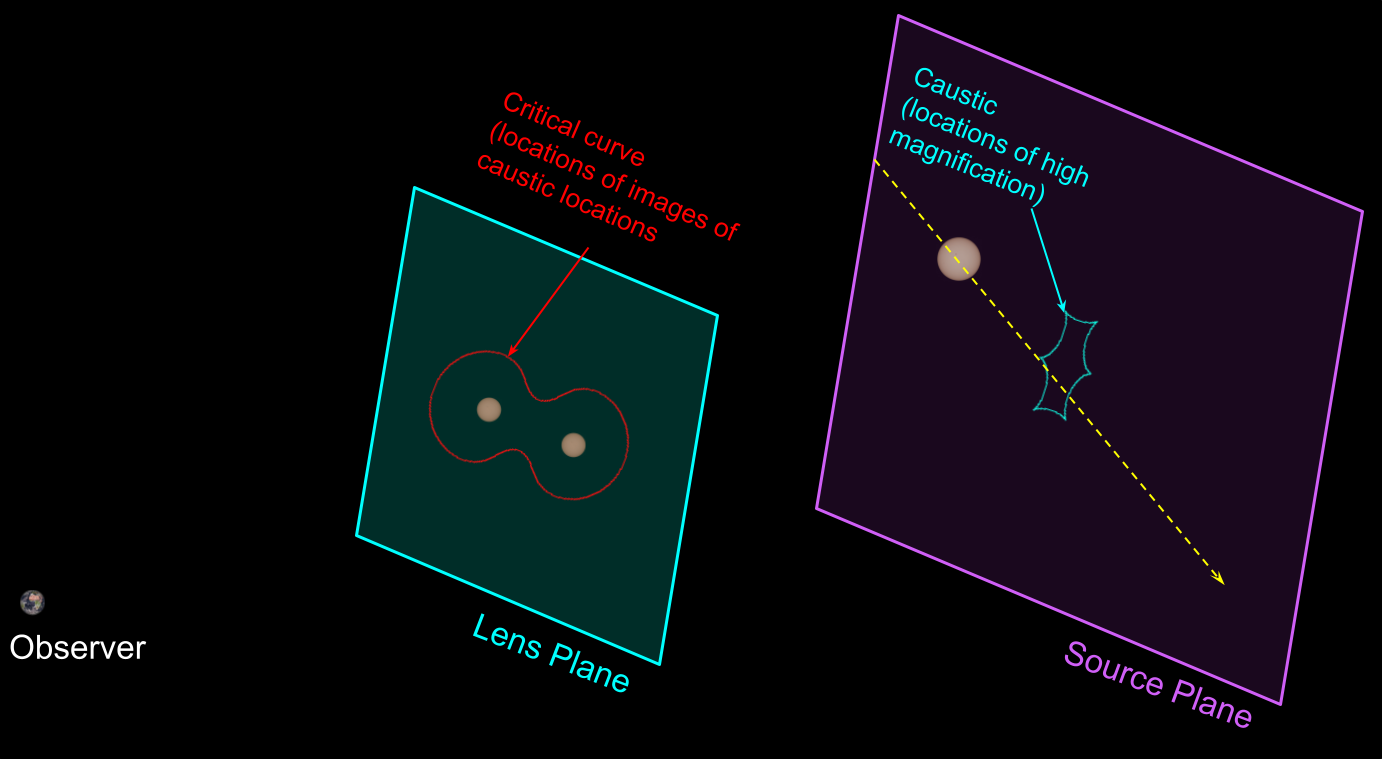 Critical curve
(locations of images of
caustic locations
Caustic
(locations of high
magnification)
Observer
Lens Plane
Source Plane